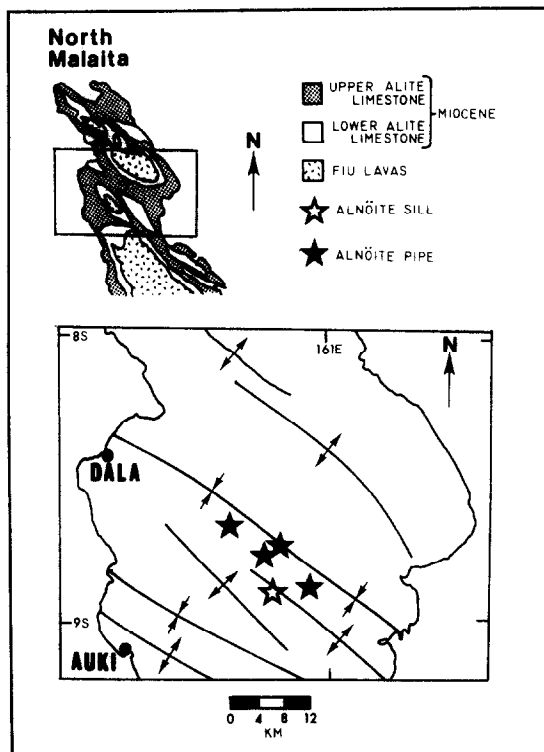 North
Malaita
N
UPPER ALITE
LIMESTONE
LOWER ALITE
LIMESTONE
MIOCENE
FIU LAVAS
ALNÖITE SILL
ALNÖITE PIPE
8S
161E
N
DALA
9S
AUKI
0 4 8 12
KM